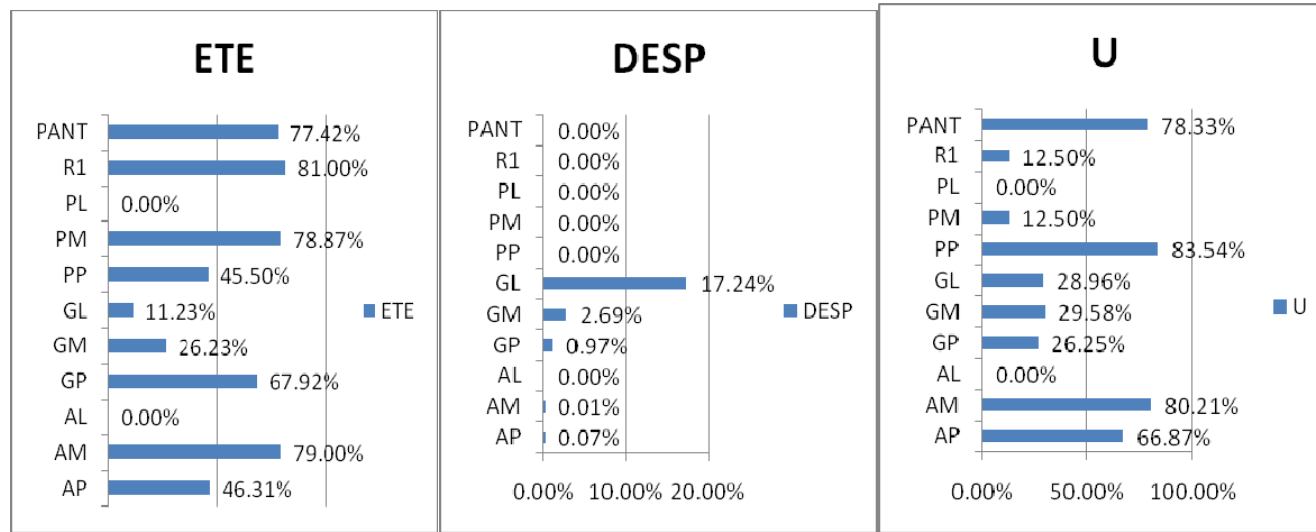 ETE
PANT 77.42%
R1 81.00%
PL 0.00%
PM 78.87%
PP 45.50%
GL 11.23%
GM 26.23%
GP 67.92%
AL 0.00%
AM 79.00%
AP 46.31%
ETE
DESP
PANT 0.00%
R1 0.00%
PL 0.00%
PM 0.00%
PP 0.00%
GL 17.24%
GM 2.69%
GP 0.97%
AL 0.00%
AM 0.01%
AP 0.07%
0.00% 10.00% 20.00%
DESP
U
PANT 78.33%
R1 12.50%
PL 0.00%
PM 12.50%
PP 83.54%
GL 28.96%
GM 29.58%
GP 26.25%
AL 0.00%
AM 80.21%
AP 66.87%
0.00% 50.00% 100.00%
U